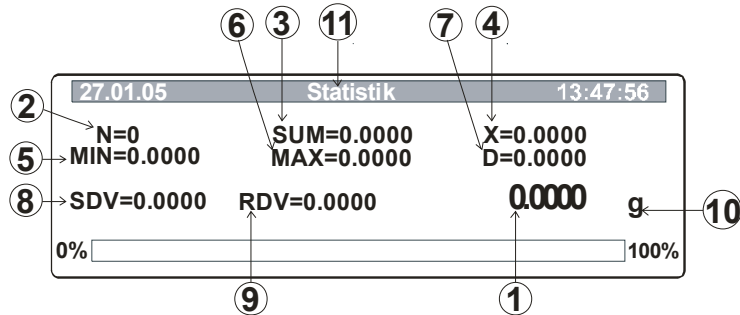 6 3 11 7 4
27.01.05 Statistik 13:47:56
2
N=0 SUM=0.0000 X=0.0000
5 MIN=0.0000 MAX=0.0000 D=0.0000
8 SDV=0.0000 RDV=0.0000 0.0000 g 10
0% 100%
9 1